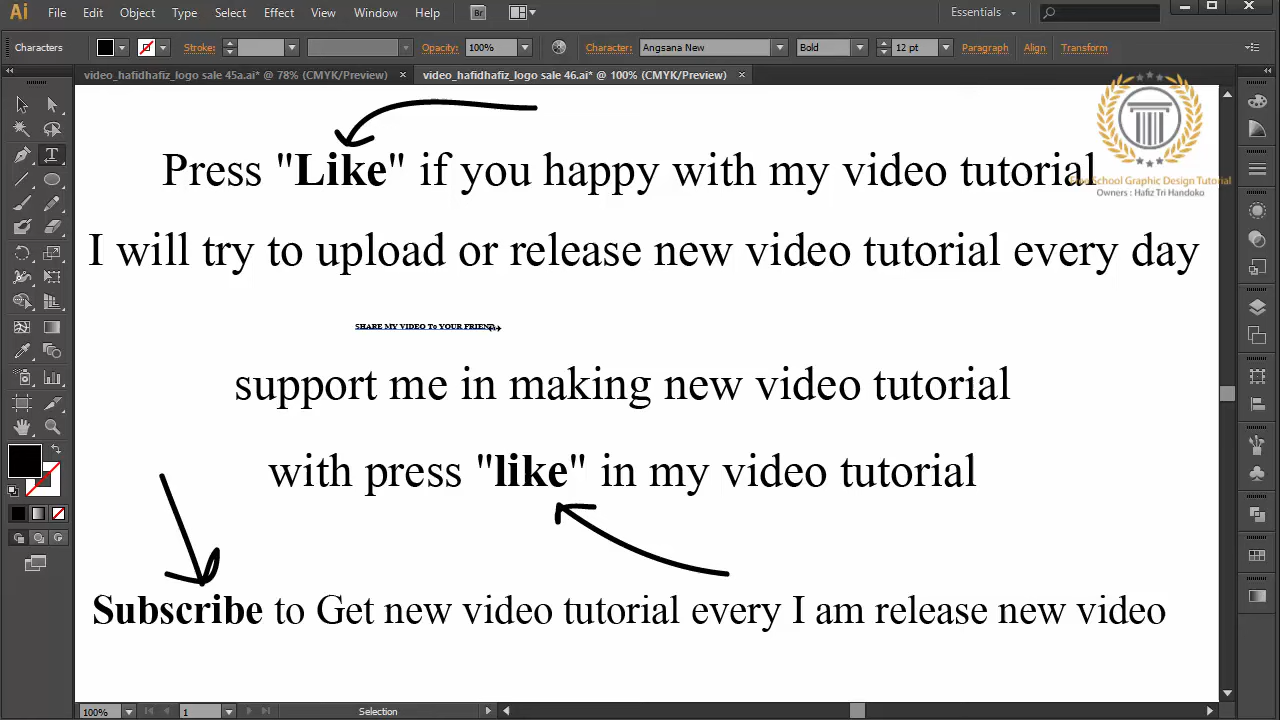 Ai File Edit Object Type Select Effect View Window Help Br Essentials
Characters Stroke: Opacity: 100% Character: Angsana New Bold 12 pt Paragraph Align Transform
video_hafidhafiz_logo sale 45a.ai* @ 78% (CMYK/Preview) video_hafidhafiz_logo sale 46.ai* @ 100% (CMYK/Preview)
Press "Like" if you happy with my video tutorial
School Graphic Design Tutorial
Owners : Hafiz Tri Handoko
I will try to upload or release new video tutorial every day
SHARE MY VIDEO To YOUR FRIEND
support me in making new video tutorial
with press "like" in my video tutorial
Subscribe to Get new video tutorial every I am release new video
100% 1 Selection